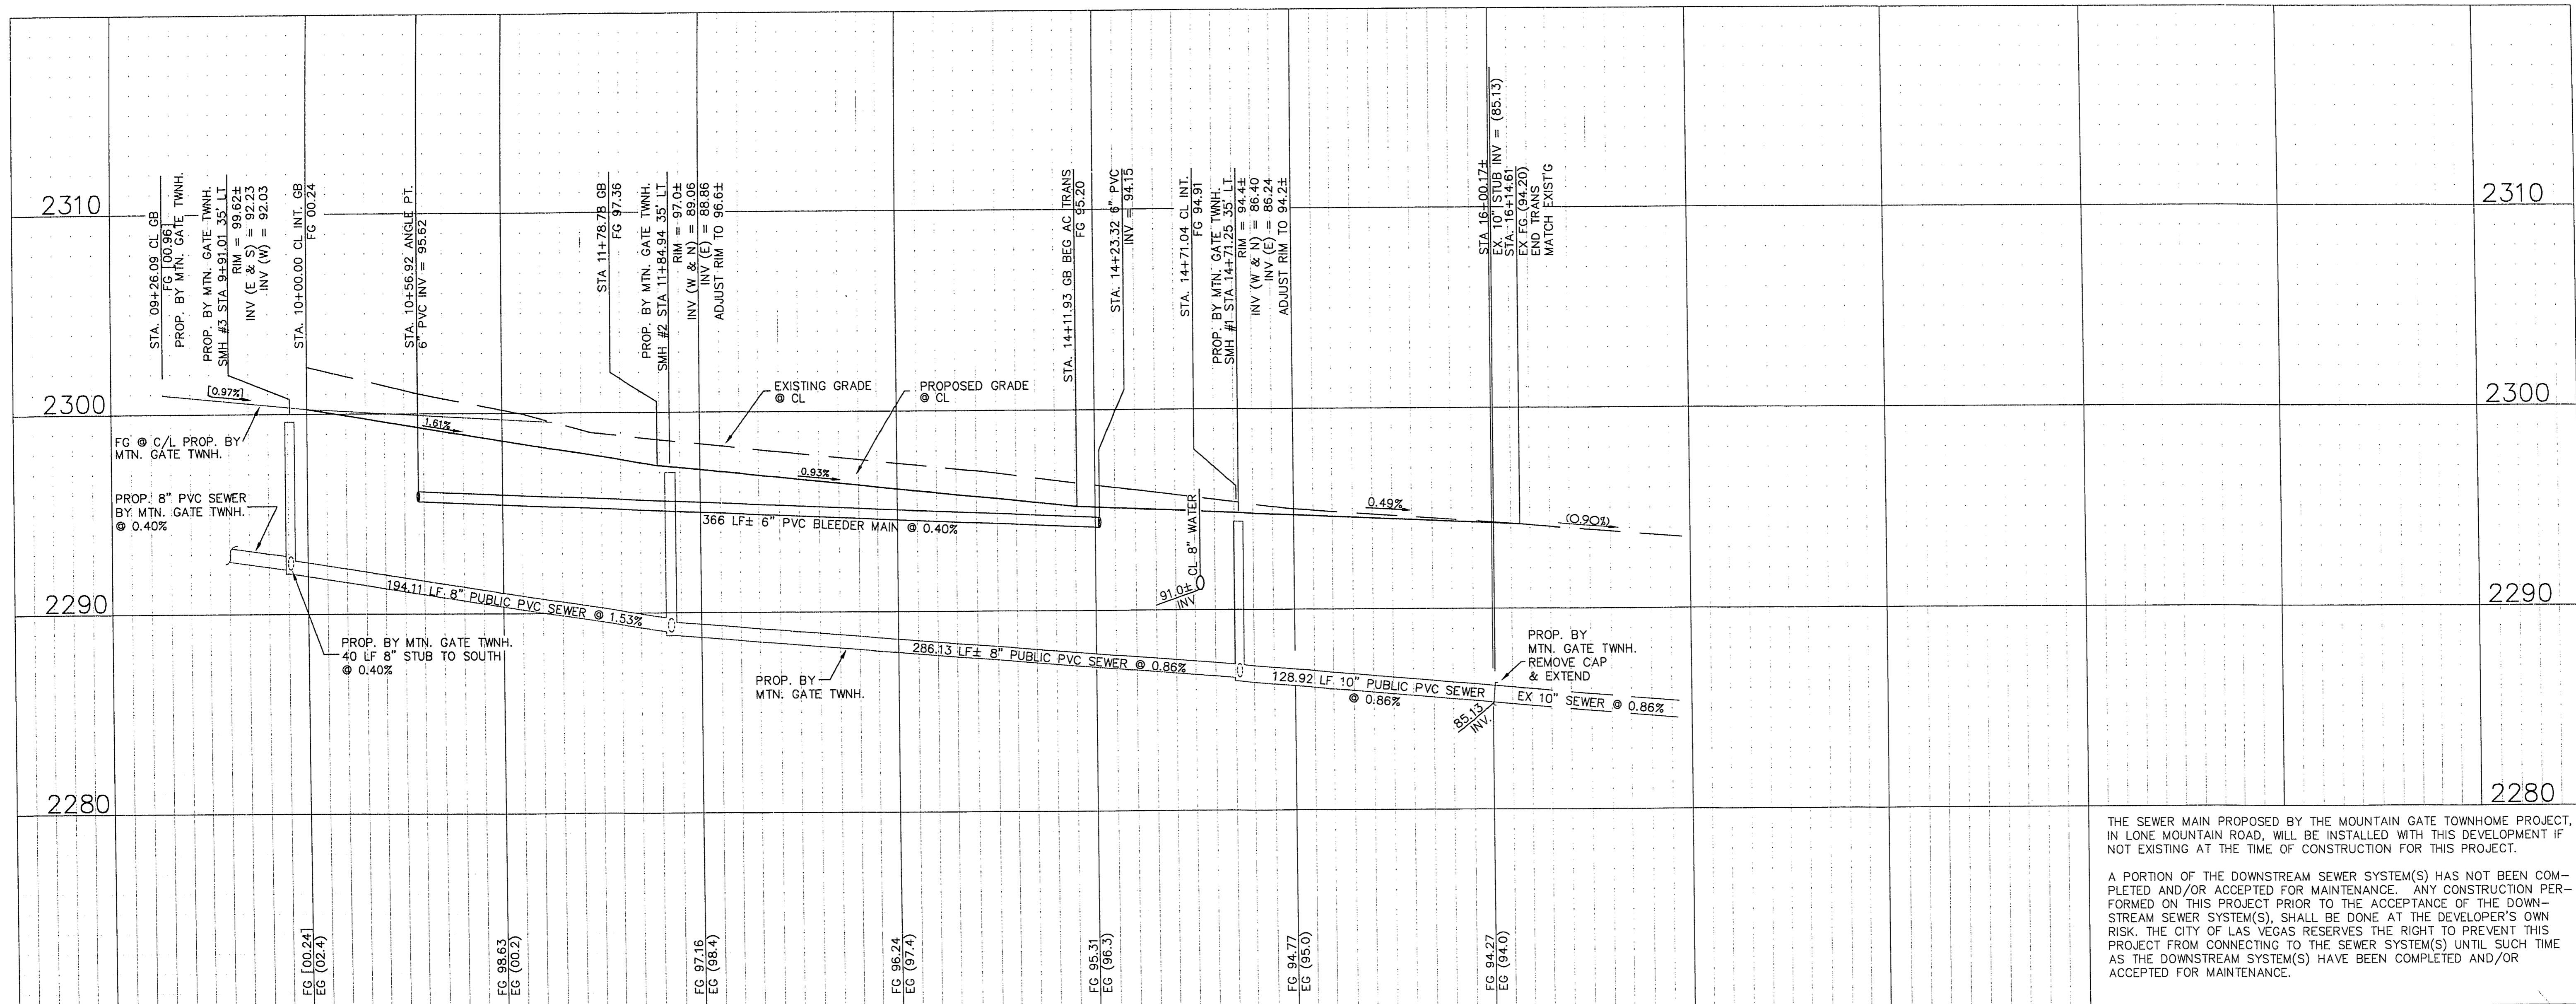 2310
2300
2290
2280
STA. 09+26.09 CL GB
FG [00.96]
PROP. BY MTN. GATE TWNH.
PROP. BY MTN. GATE TWNH.
SMH #3 STA 9+91.01 35' LT
RIM = 99.62±
INV (E & S) = 92.23
INV (W) = 92.03
STA. 10+00.00 CL INT. GB
FG 00.24
STA. 10+56.92 ANGLE PT.
6" PVC INV = 95.62
STA 11+78.78 GB
FG 97.36
PROP. BY MTN. GATE TWNH.
SMH #2 STA 11+84.94 35' LT
RIM = 97.0±
INV (W & N) = 89.06
INV (E) = 88.86
ADJUST RIM TO 96.6±
STA. 14+11.93 GB BEG AC TRANS
FG 95.20
STA. 14+23.32 6" PVC
INV = 94.15
STA. 14+71.04 CL INT.
FG 94.91
PROP. BY MTN. GATE TWNH.
SMH #1 STA 14+71.25 35' LT
RIM = 94.4±
INV (W & N) = 86.40
INV (E) = 86.24
ADJUST RIM TO 94.2±
STA 16+00.17±
EX. 10" STUB INV = (85.13)
STA. 16+14.61
EX FG (94.20)
END TRANS
MATCH EXIST'G
2310
2300
2290
2280
[0.97%]
1.61%
EXISTING GRADE
@ CL
PROPOSED GRADE
@ CL
0.93%
0.49%
(0.90%)
FG @ C/L PROP. BY
MTN. GATE TWNH.
PROP. 8" PVC SEWER
BY MTN. GATE TWNH.
@ 0.40%
366 LF± 6" PVC BLEEDER MAIN @ 0.40%
CL 8" WATER
91.0±
INV
194.11 LF 8" PUBLIC PVC SEWER @ 1.53%
PROP. BY MTN. GATE TWNH.
40 LF 8" STUB TO SOUTH
@ 0.40%
286.13 LF± 8" PUBLIC PVC SEWER @ 0.86%
PROP. BY
MTN. GATE TWNH.
128.92 LF 10" PUBLIC PVC SEWER
@ 0.86%
PROP. BY
MTN. GATE TWNH.
REMOVE CAP
& EXTEND
EX 10" SEWER @ 0.86%
85.13
INV.
FG [00.24]
EG (02.4)
FG 98.63
EG (00.2)
FG 97.16
EG (98.4)
FG 96.24
EG (97.4)
FG 95.31
EG (96.3)
FG 94.77
EG (95.0)
FG 94.27
EG (94.0)
THE SEWER MAIN PROPOSED BY THE MOUNTAIN GATE TOWNHOME PROJECT,
IN LONE MOUNTAIN ROAD, WILL BE INSTALLED WITH THIS DEVELOPMENT IF
NOT EXISTING AT THE TIME OF CONSTRUCTION FOR THIS PROJECT.
A PORTION OF THE DOWNSTREAM SEWER SYSTEM(S) HAS NOT BEEN COM-
PLETED AND/OR ACCEPTED FOR MAINTENANCE. ANY CONSTRUCTION PER-
FORMED ON THIS PROJECT PRIOR TO THE ACCEPTANCE OF THE DOWN-
STREAM SEWER SYSTEM(S), SHALL BE DONE AT THE DEVELOPER'S OWN
RISK. THE CITY OF LAS VEGAS RESERVES THE RIGHT TO PREVENT THIS
PROJECT FROM CONNECTING TO THE SEWER SYSTEM(S) UNTIL SUCH TIME
AS THE DOWNSTREAM SYSTEM(S) HAVE BEEN COMPLETED AND/OR
ACCEPTED FOR MAINTENANCE.